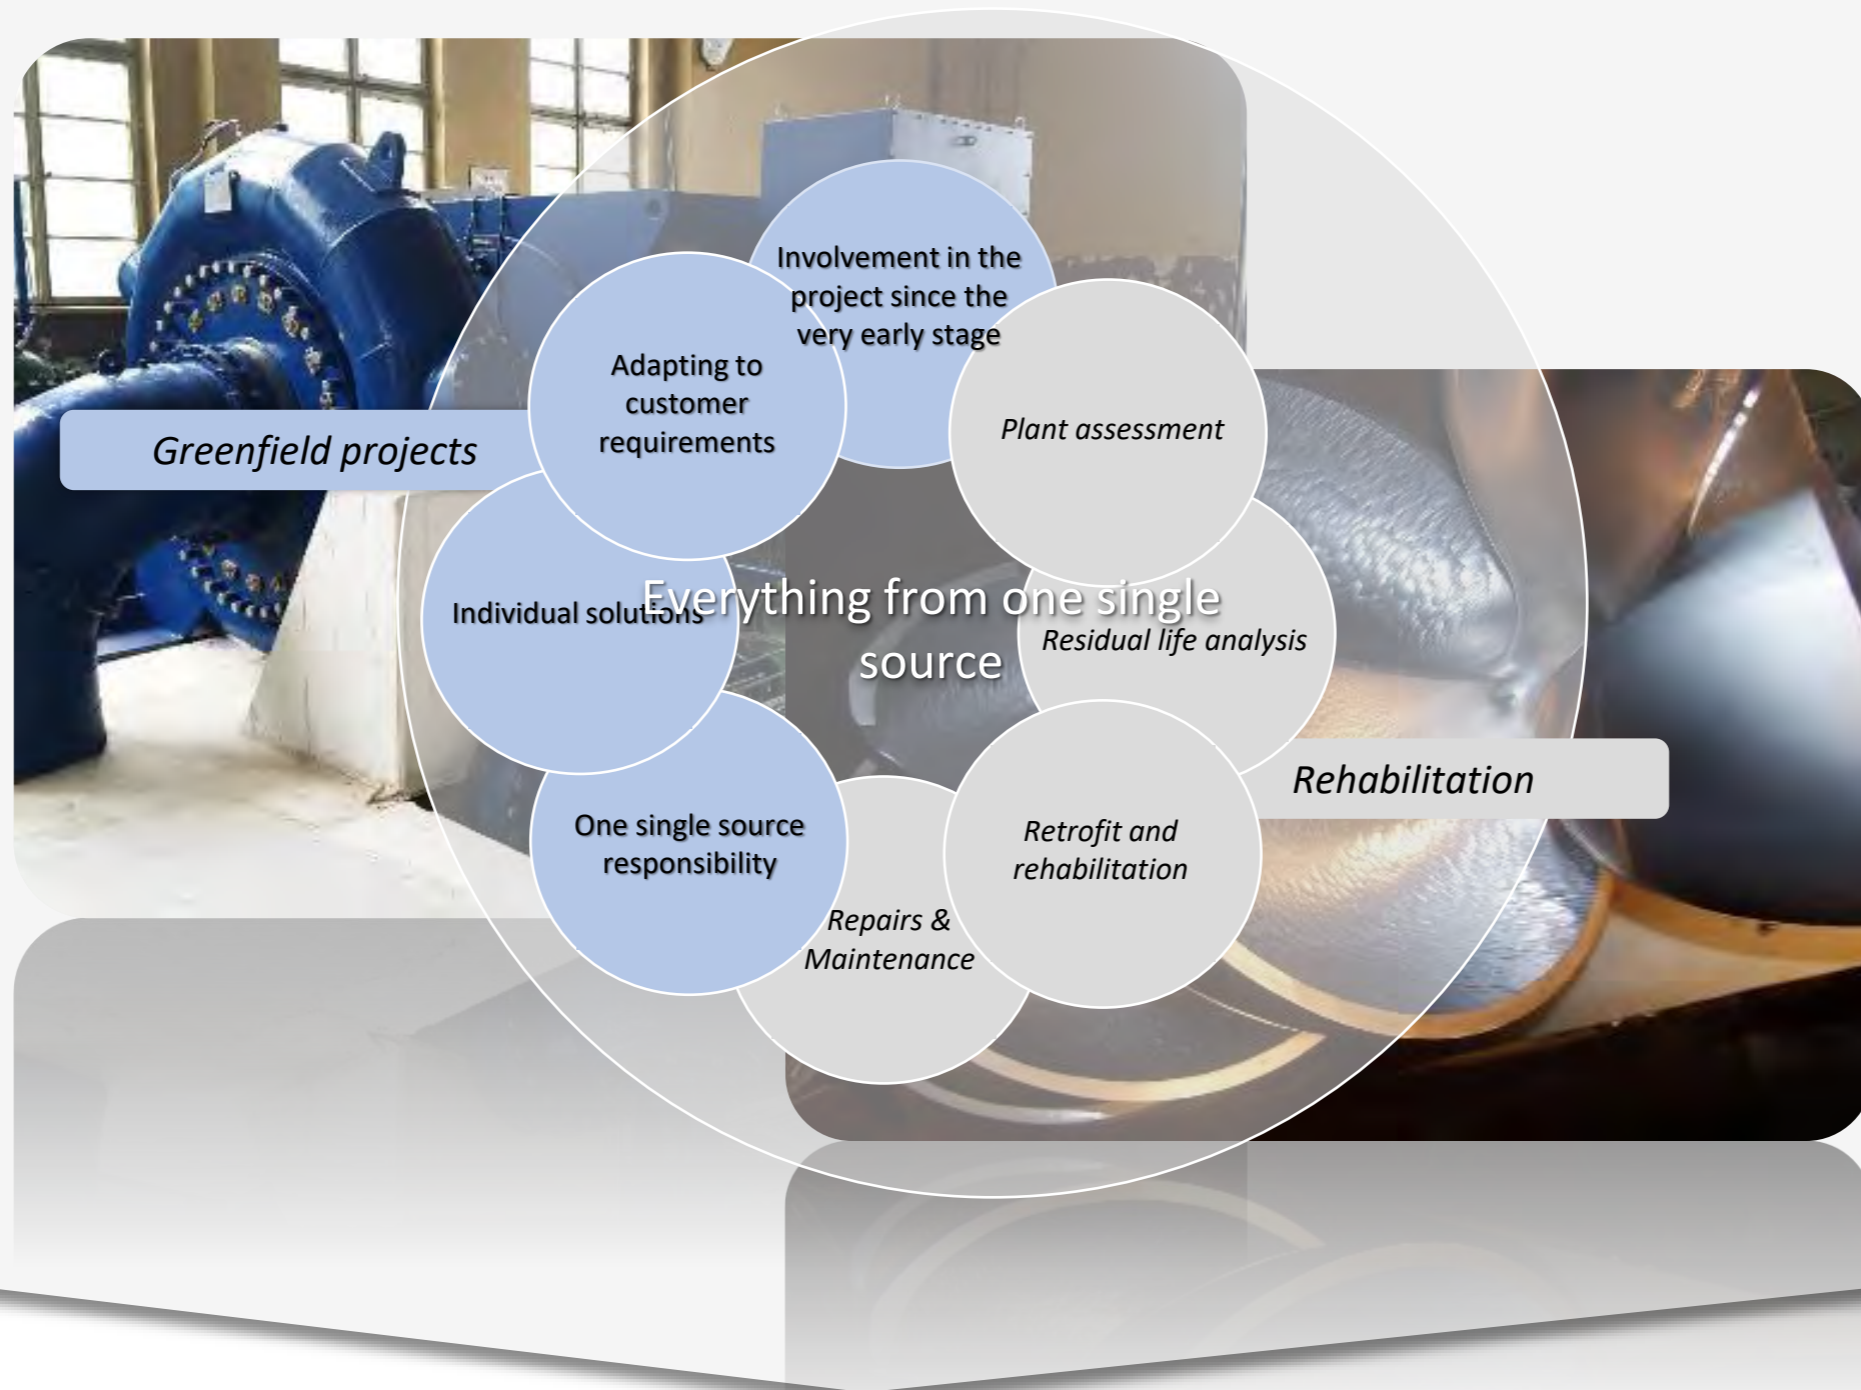 Involvement in the
project since the
very early stage
Adapting to
customer
requirements
Plant assessment
Greenfield projects
Individual solutions
Everything from one single
source
Residual life analysis
Rehabilitation
One single source
responsibility
Retrofit and
rehabilitation
Repairs &
Maintenance